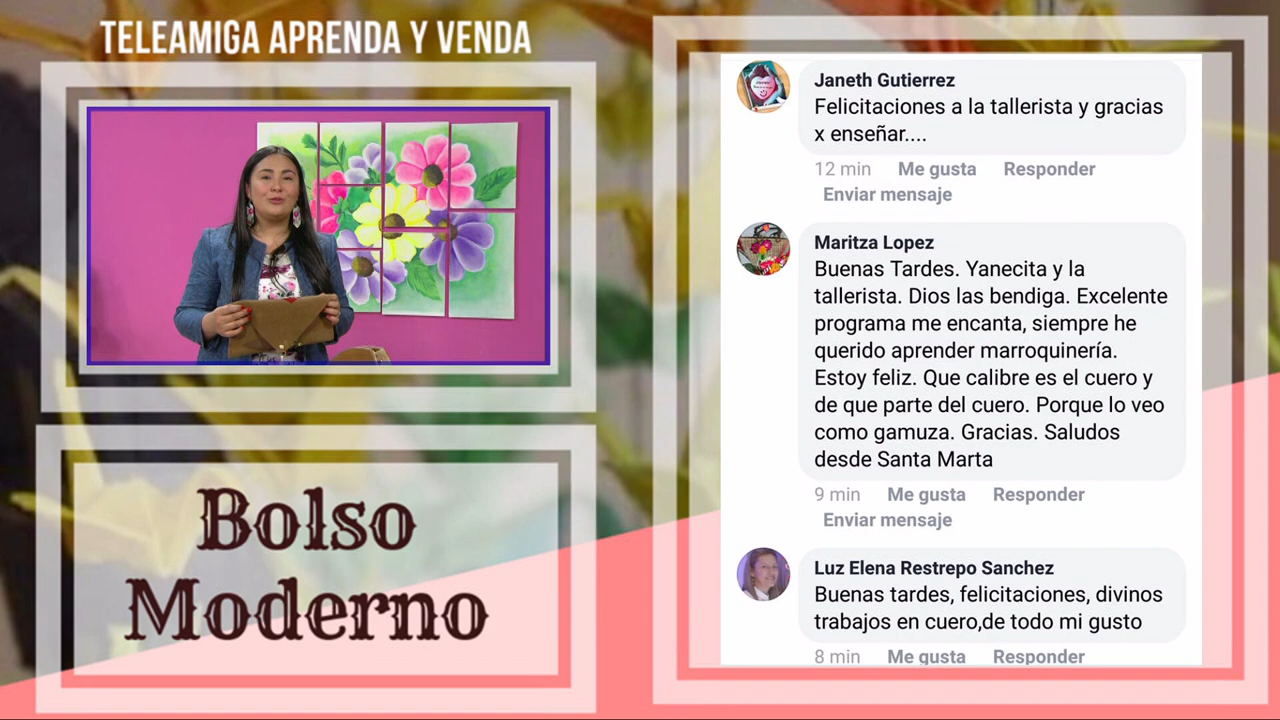 TELEAMIGA APRENDA Y VENDA
Bolso
Moderno
Janeth Gutierrez
Felicitaciones a la tallerista y gracias
x enseñar....
12 min Me gusta Responder
Enviar mensaje
Maritza Lopez
Buenas Tardes. Yanecita y la
tallerista. Dios las bendiga. Excelente
programa me encanta, siempre he
querido aprender marroquinería.
Estoy feliz. Que calibre es el cuero y
de que parte del cuero. Porque lo veo
como gamuza. Gracias. Saludos
desde Santa Marta
9 min Me gusta Responder
Enviar mensaje
Luz Elena Restrepo Sanchez
Buenas tardes, felicitaciones, divinos
trabajos en cuero,de todo mi gusto
8 min Me gusta Responder